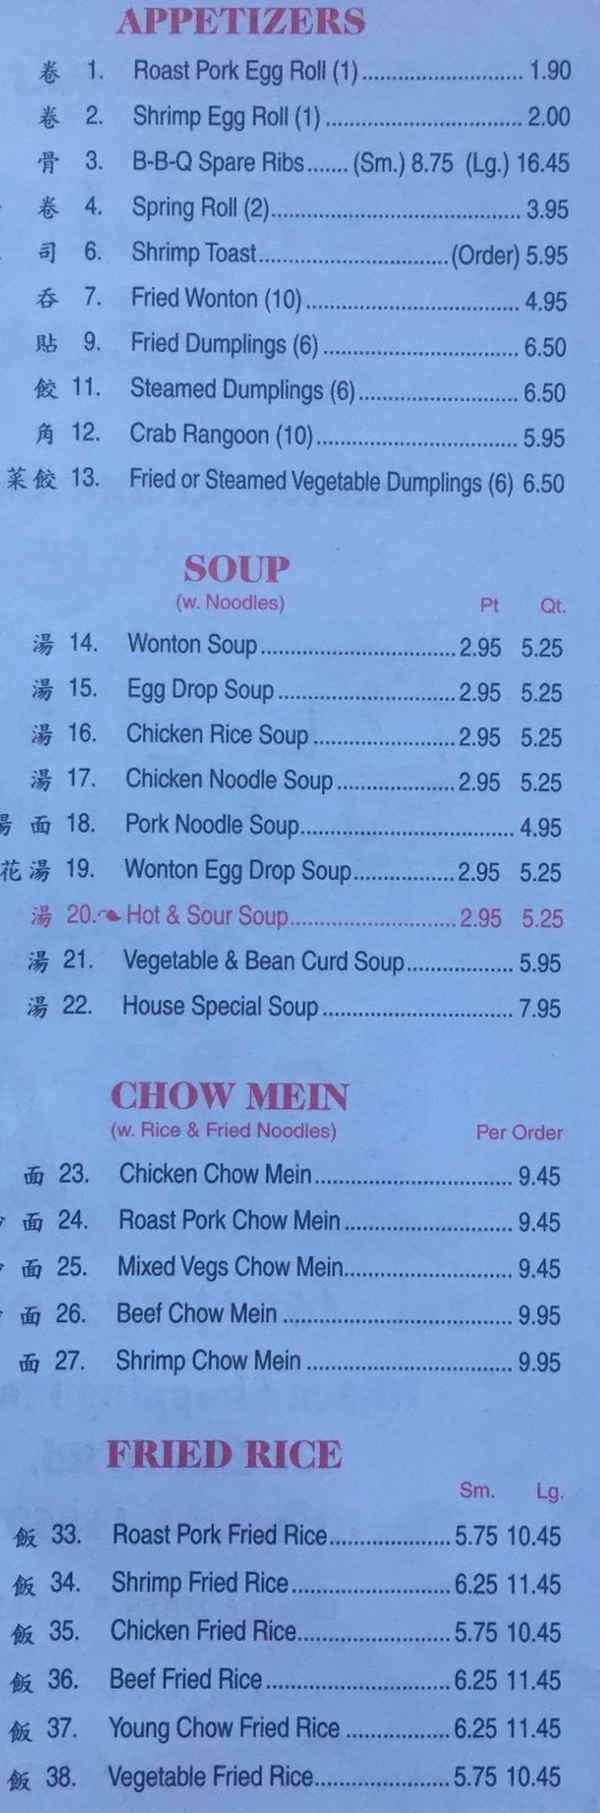 APPETIZERS
卷 1. Roast Pork Egg Roll (1)............................ 1.90
卷 2. Shrimp Egg Roll (1).................................. 2.00
骨 3. B-B-Q Spare Ribs....... (Sm.) 8.75 (Lg.) 16.45
卷 4. Spring Roll (2)........................................... 3.95
司 6. Shrimp Toast................................(Order) 5.95
吞 7. Fried Wonton (10)..................................... 4.95
貼 9. Fried Dumplings (6).................................. 6.50
餃 11. Steamed Dumplings (6)............................ 6.50
角 12. Crab Rangoon (10)................................... 5.95
菜餃 13. Fried or Steamed Vegetable Dumplings (6) 6.50
SOUP
(w. Noodles) Pt Qt.
湯 14. Wonton Soup.................................. 2.95 5.25
湯 15. Egg Drop Soup............................... 2.95 5.25
湯 16. Chicken Rice Soup........................ 2.95 5.25
湯 17. Chicken Noodle Soup.................... 2.95 5.25
湯 面 18. Pork Noodle Soup..................................... 4.95
花湯 19. Wonton Egg Drop Soup................. 2.95 5.25
湯 20. Hot & Sour Soup............................. 2.95 5.25
湯 21. Vegetable & Bean Curd Soup.................. 5.95
湯 22. House Special Soup................................. 7.95
CHOW MEIN
(w. Rice & Fried Noodles) Per Order
面 23. Chicken Chow Mein.................................. 9.45
面 24. Roast Pork Chow Mein............................. 9.45
面 25. Mixed Vegs Chow Mein............................. 9.45
面 26. Beef Chow Mein........................................ 9.95
面 27. Shrimp Chow Mein.................................... 9.95
FRIED RICE
Sm. Lg.
飯 33. Roast Pork Fried Rice..................... 5.75 10.45
飯 34. Shrimp Fried Rice............................ 6.25 11.45
飯 35. Chicken Fried Rice.......................... 5.75 10.45
飯 36. Beef Fried Rice................................ 6.25 11.45
飯 37. Young Chow Fried Rice.................. 6.25 11.45
飯 38. Vegetable Fried Rice....................... 5.75 10.45